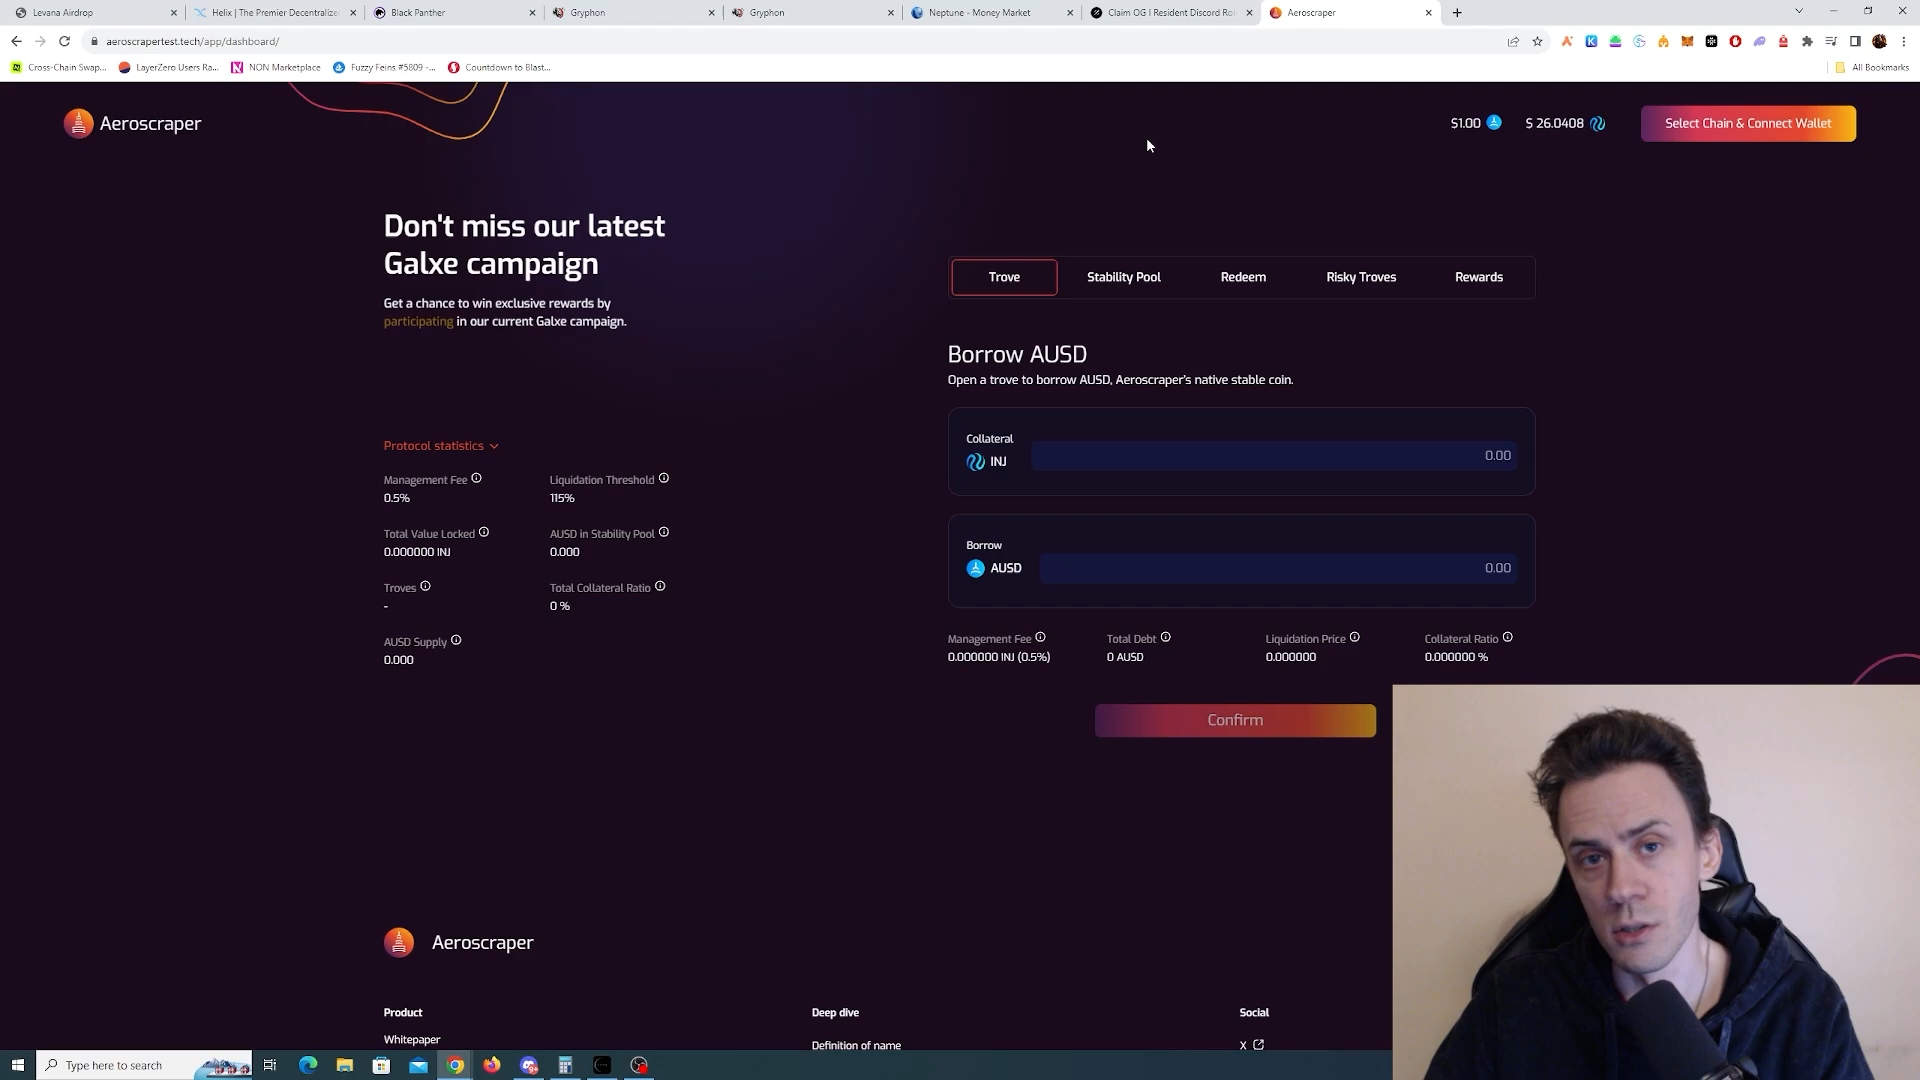 Levana Airdrop
Helix | The Premier Decentralize
Black Panther
Gryphon
Gryphon
Neptune - Money Market
Claim OG | Resident Discord Rol
Aeroscraper
aeroscrapertest.tech/app/dashboard/
Cross-Chain Swap...
LayerZero Users Ra...
NON Marketplace
Fuzzy Feins #5809 -...
Countdown to Blast...
All Bookmarks
Aeroscraper
$1.00
$ 26.0408
Select Chain & Connect Wallet
Don't miss our latest
Galxe campaign
Get a chance to win exclusive rewards by
participating in our current Galxe campaign.
Protocol statistics
Management Fee
0.5%
Liquidation Threshold
115%
Total Value Locked
0.000000 INJ
AUSD in Stability Pool
0.000
Troves
-
Total Collateral Ratio
0 %
AUSD Supply
0.000
Trove
Stability Pool
Redeem
Risky Troves
Rewards
Borrow AUSD
Open a trove to borrow AUSD, Aeroscraper's native stable coin.
Collateral
INJ
0.00
Borrow
AUSD
0.00
Management Fee
0.000000 INJ (0.5%)
Total Debt
0 AUSD
Liquidation Price
0.000000
Collateral Ratio
0.000000 %
Confirm
Aeroscraper
Product
Whitepaper
Deep dive
Definition of name
Social
X
Type here to search